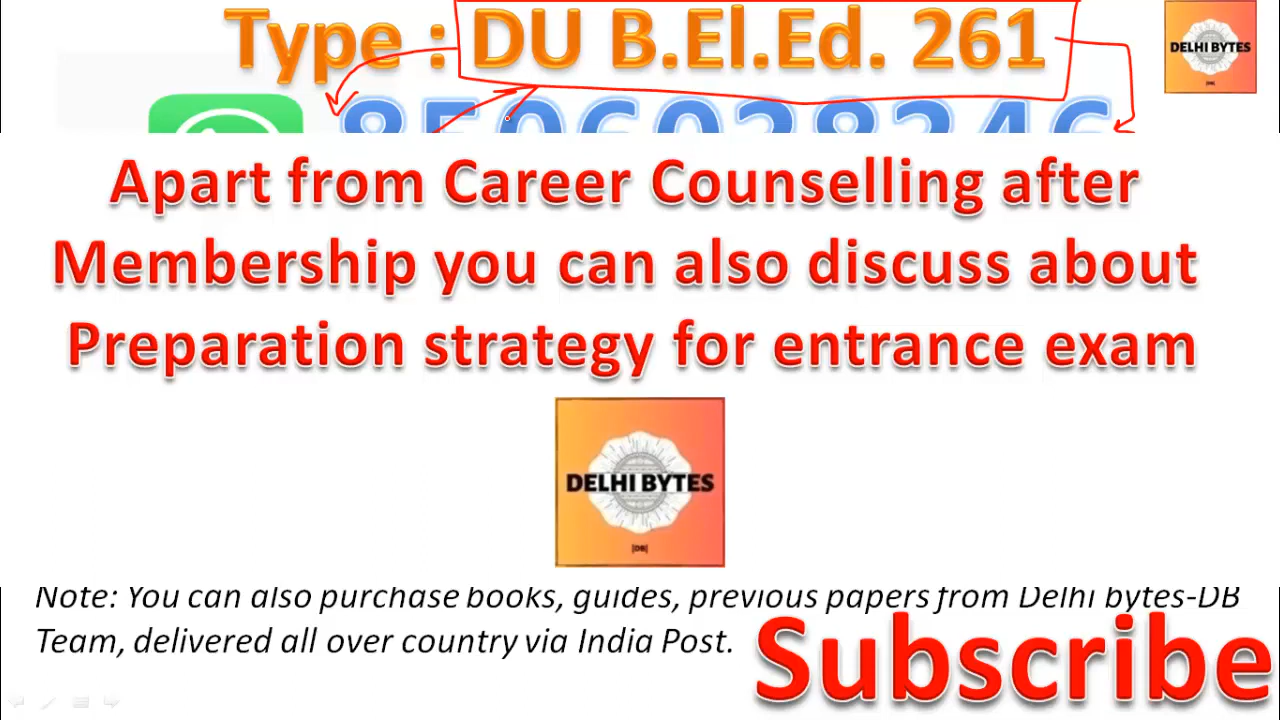 Type : DU B.El.Ed. 261
DELHI BYTES
8506028246
Apart from Career Counselling after
Membership you can also discuss about
Preparation strategy for entrance exam
DELHI BYTES
|DB|
Note: You can also purchase books, guides, previous papers from Delhi bytes-DB
Team, delivered all over country via India Post.
Subscribe